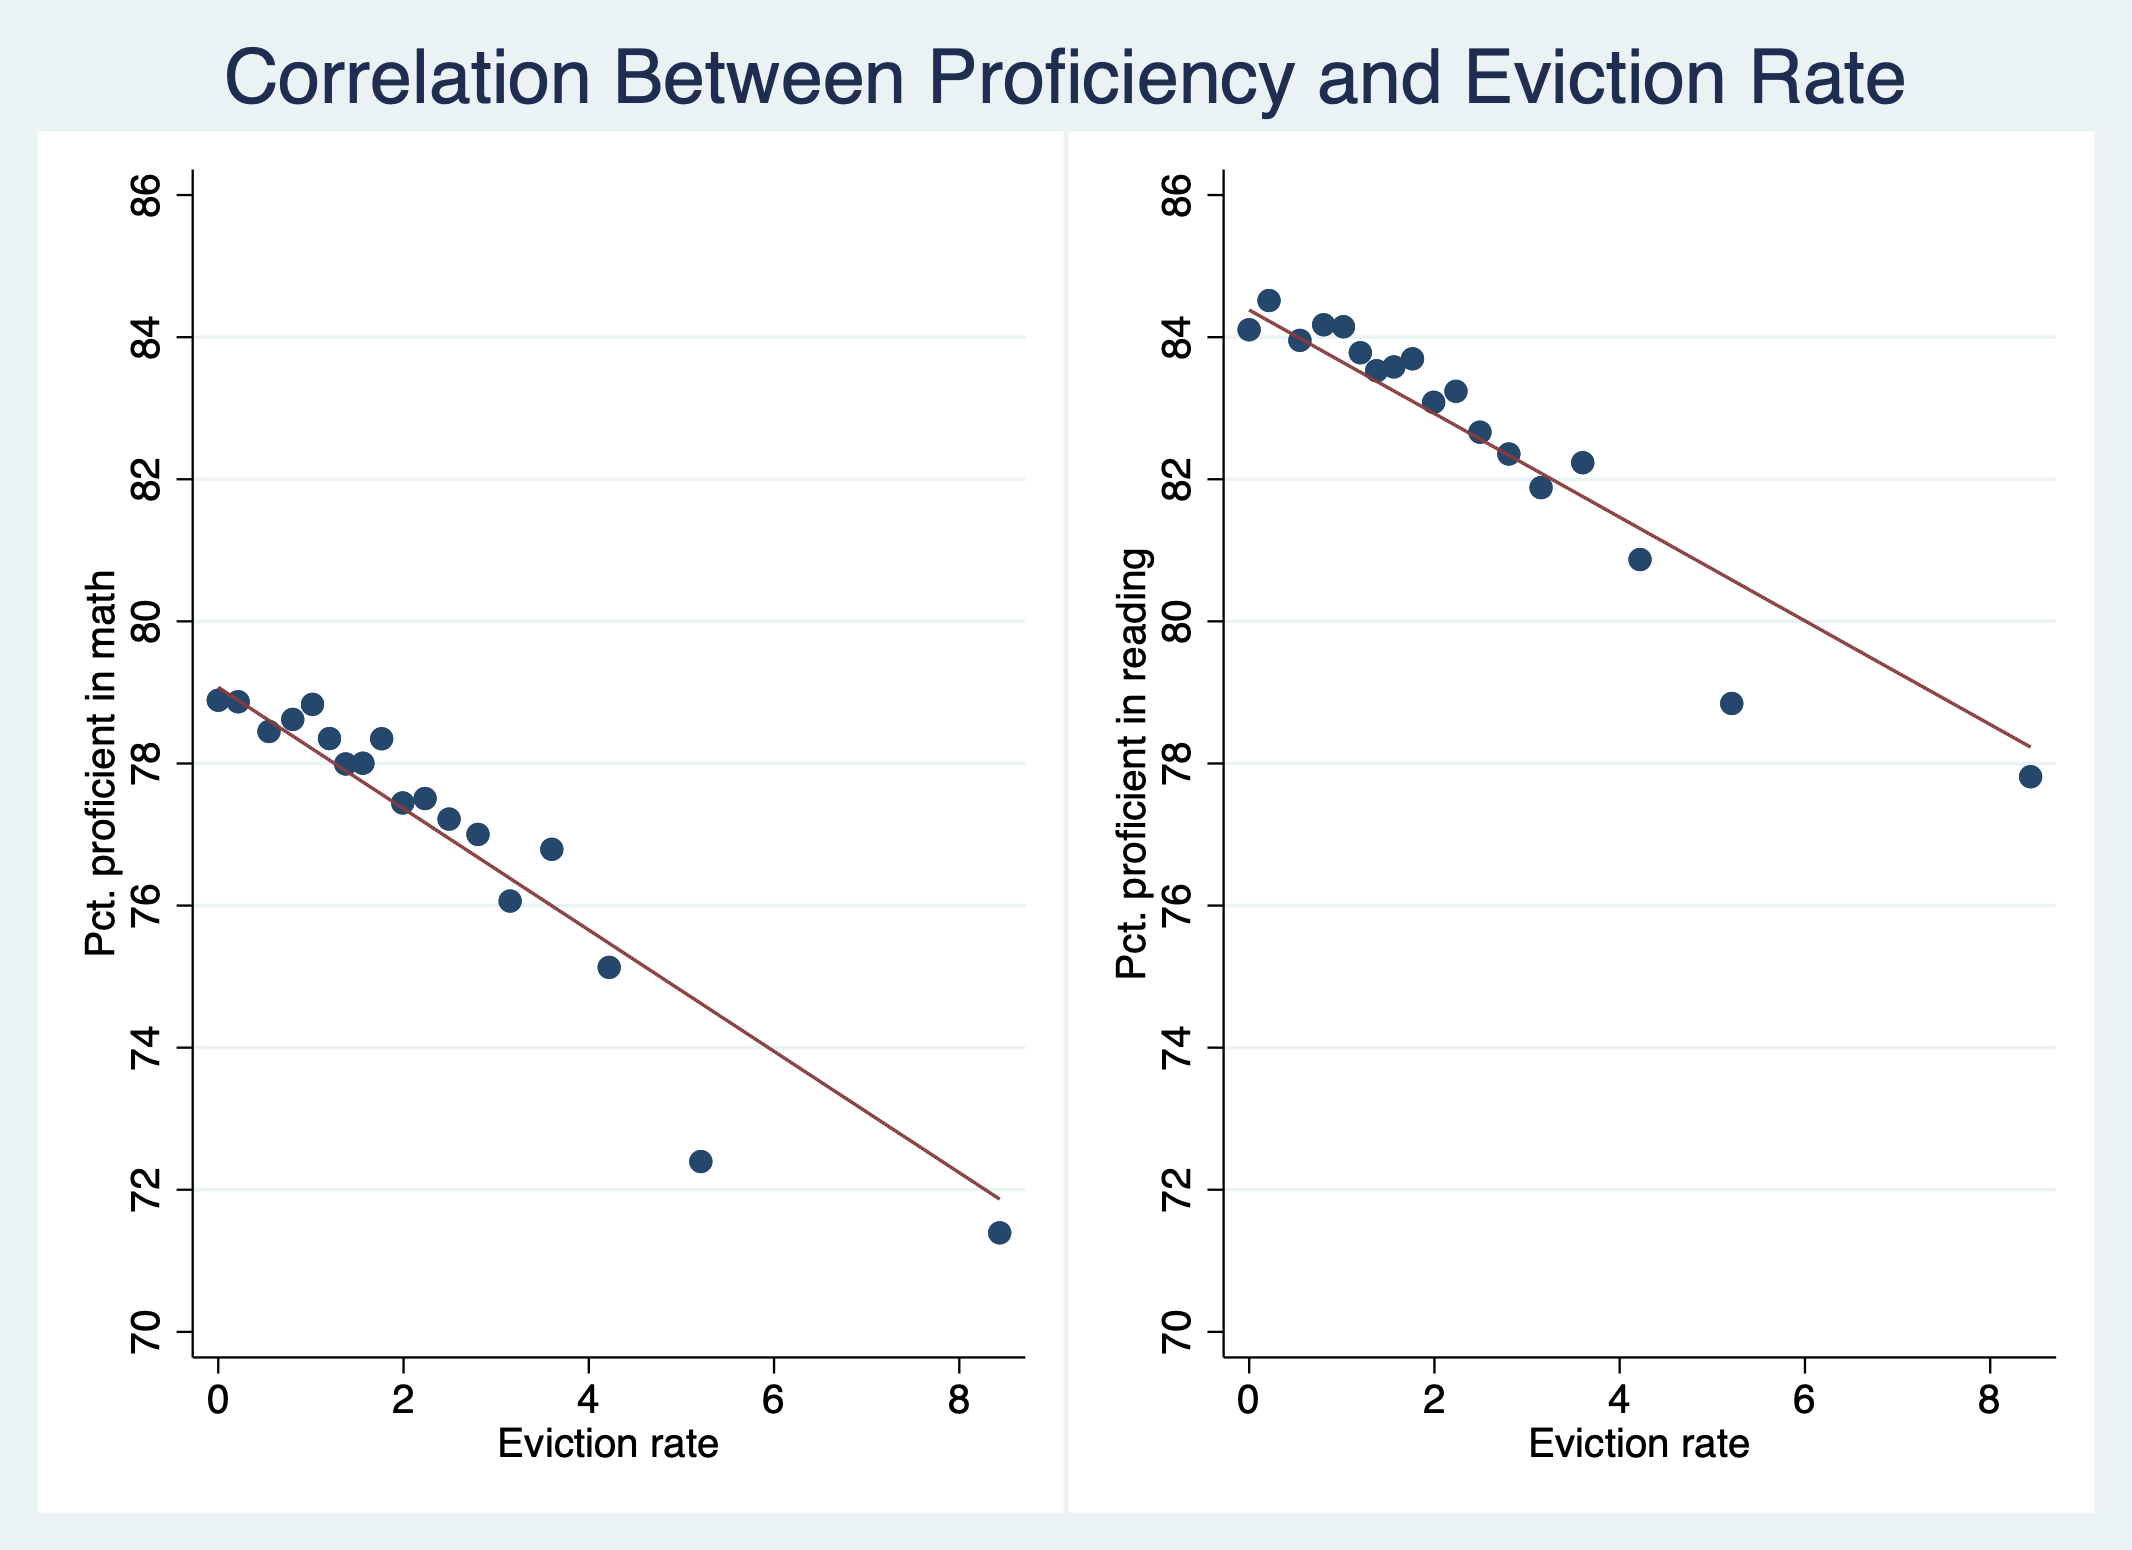 Correlation Between Proficiency and Eviction Rate
Pct. proficient in math
86
84
82
80
78
76
74
72
70
0 2 4 6 8
Eviction rate
Pct. proficient in reading
86
84
82
80
78
76
74
72
70
0 2 4 6 8
Eviction rate